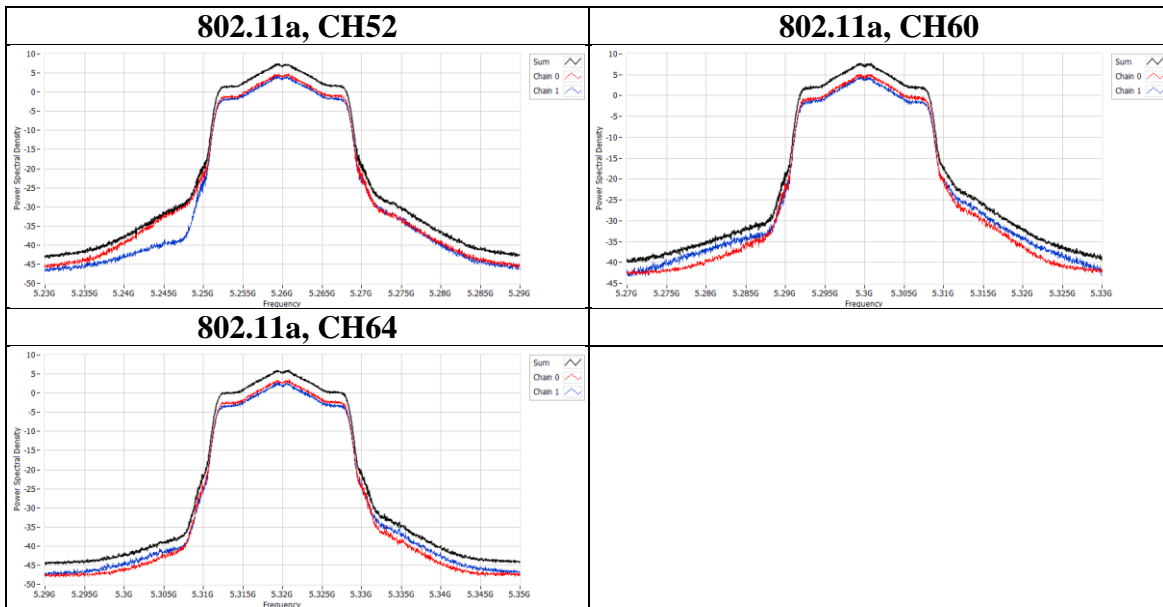 802.11a, CH52
Power Spectral Density
10
5
0
-5
-10
-15
-20
-25
-30
-35
-40
-45
-50
5.23G 5.235G 5.24G 5.245G 5.25G 5.255G 5.26G 5.265G 5.27G 5.275G 5.28G 5.285G 5.29G
Frequency
Sum
Chain 0
Chain 1
802.11a, CH60
Power Spectral Density
10
5
0
-5
-10
-15
-20
-25
-30
-35
-40
-45
5.27G 5.275G 5.28G 5.285G 5.29G 5.295G 5.3G 5.305G 5.31G 5.315G 5.32G 5.325G 5.33G
Frequency
Sum
Chain 0
Chain 1
802.11a, CH64
Power Spectral Density
10
5
0
-5
-10
-15
-20
-25
-30
-35
-40
-45
-50
5.29G 5.295G 5.3G 5.305G 5.31G 5.315G 5.32G 5.325G 5.33G 5.335G 5.34G 5.345G 5.35G
Frequency
Sum
Chain 0
Chain 1